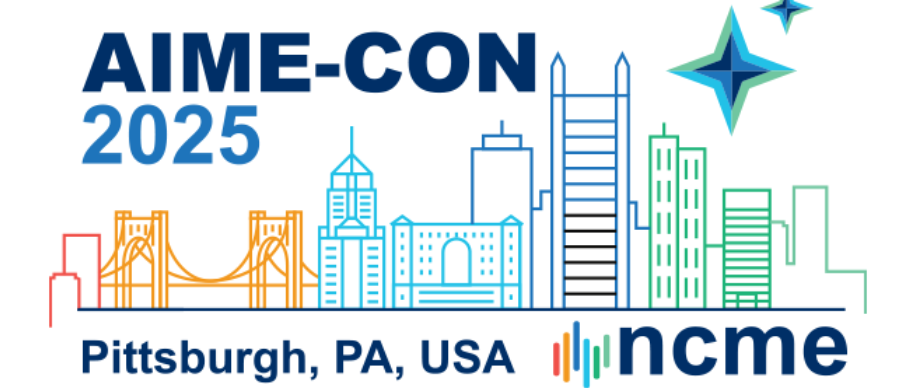 AIME-CON
2025
Pittsburgh, PA, USA
ncme